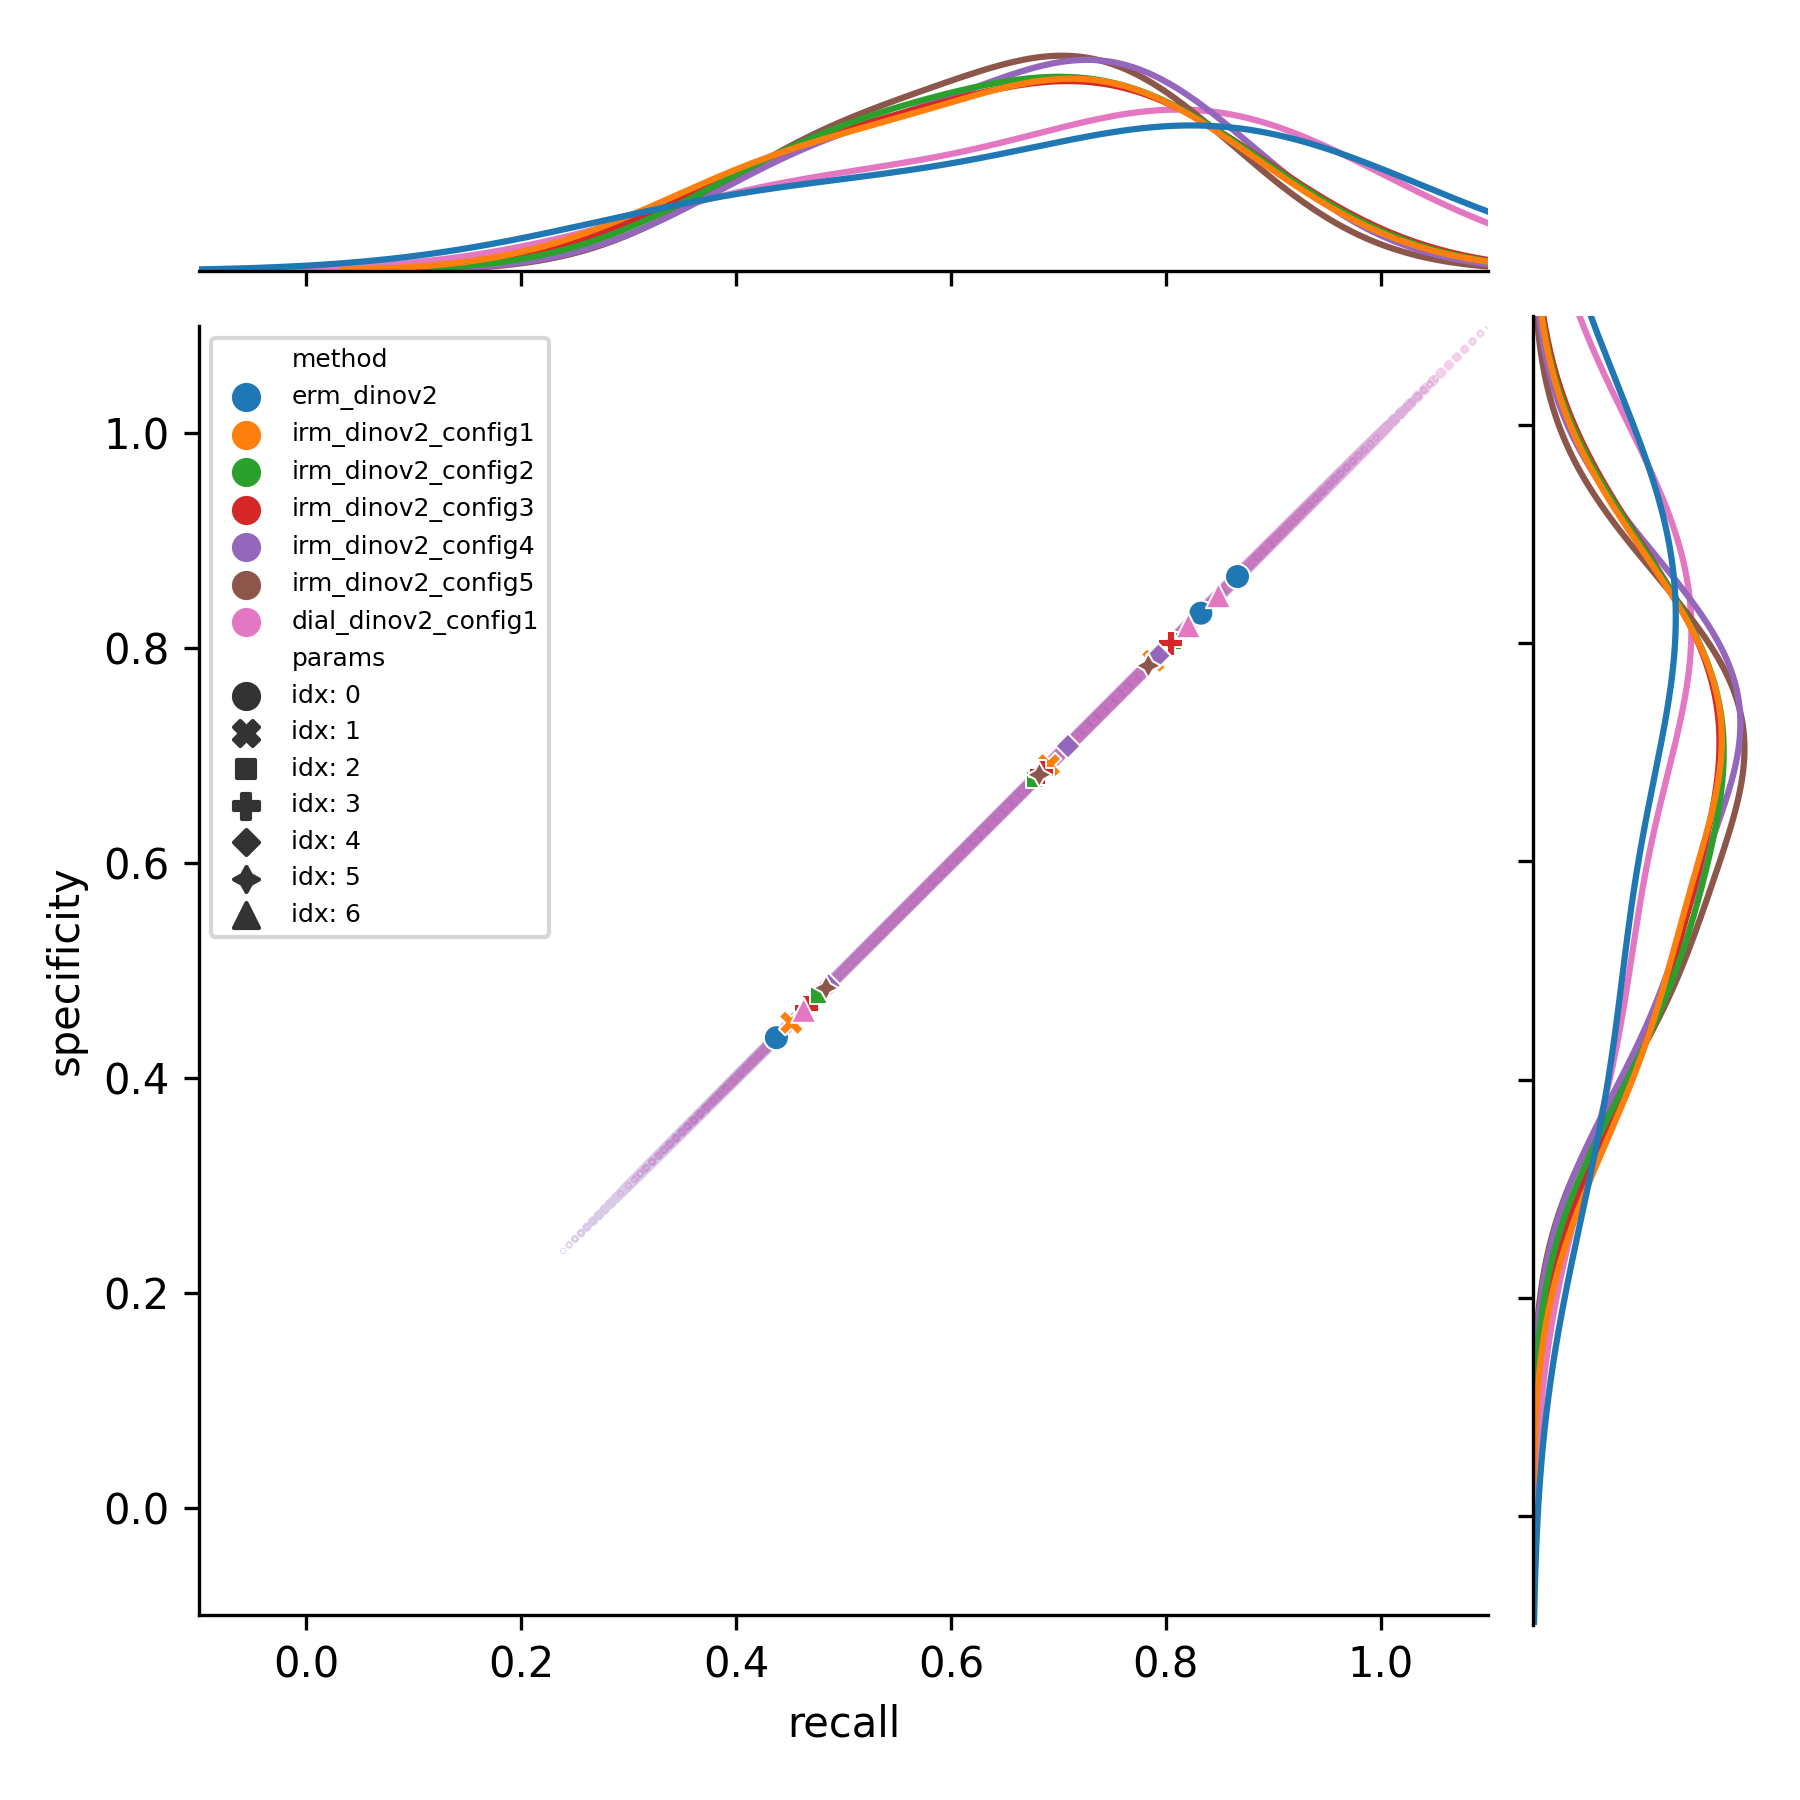 method
erm_dinov2
irm_dinov2_config1
irm_dinov2_config2
irm_dinov2_config3
irm_dinov2_config4
irm_dinov2_config5
dial_dinov2_config1
params
idx: 0
idx: 1
idx: 2
idx: 3
idx: 4
idx: 5
idx: 6
1.0
0.8
0.6
0.4
0.2
0.0
specificity
0.0 0.2 0.4 0.6 0.8 1.0
recall